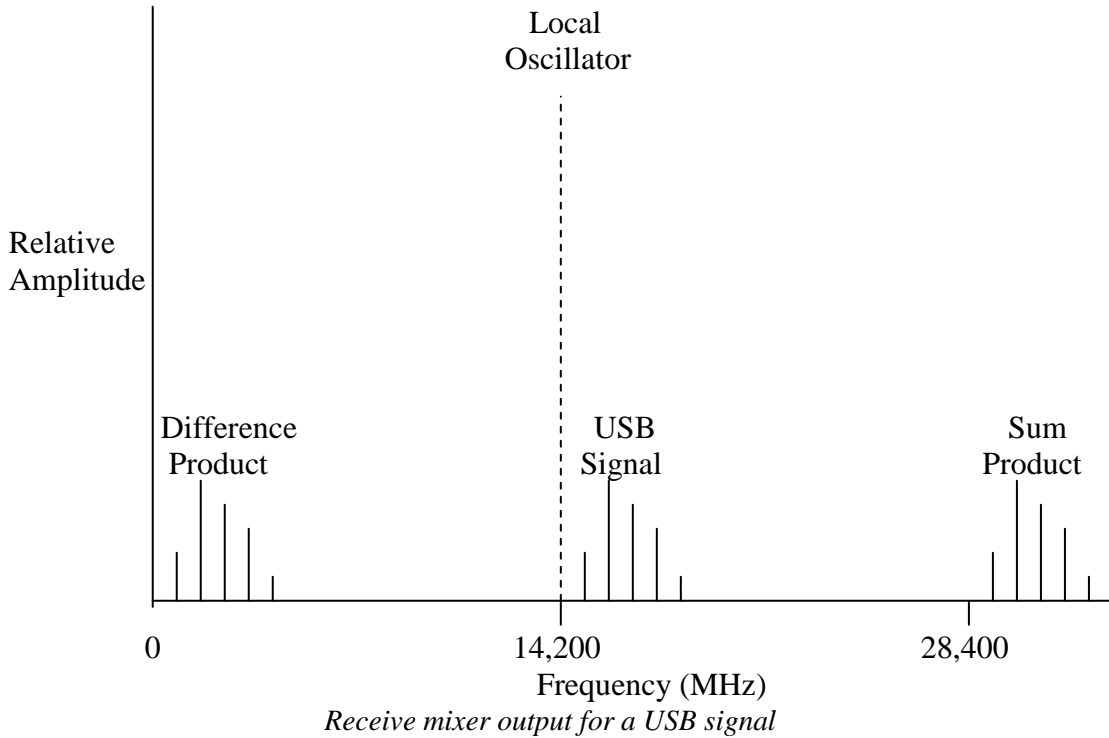 Local
Oscillator
Relative
Amplitude
Difference
Product
USB
Signal
Sum
Product
0
14,200
28,400
Frequency (MHz)
Receive mixer output for a USB signal